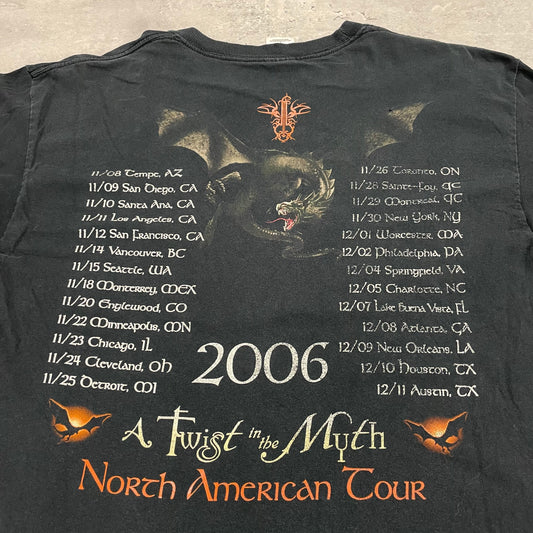 11/08 Tempe, AZ
11/09 San Diego, CA
11/10 Santa Ana, CA
11/11 Los Angeles, CA
11/12 San Francisco, CA
11/14 Vancouver, BC
11/15 Seattle, WA
11/18 Monterrey, MEX
11/20 Englewood, CO
11/22 Minneapolis, MN
11/23 Chicago, IL
11/24 Cleveland, OH
11/25 Detroit, MI
11/26 Toronto, ON
11/28 Sainte-Foy, QC
11/29 Montreal, QC
11/30 New York, NY
12/01 Worcester, MA
12/02 Philadelphia, PA
12/04 Springfield, VA
12/05 Charlotte, NC
12/07 Lake Buena Vista, FL
12/08 Atlanta, GA
12/09 New Orleans, LA
12/10 Houston, TX
12/11 Austin, TX
2006
A Twist in the Myth
North American Tour